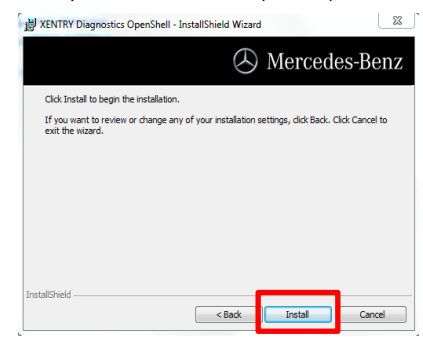 XENTRY Diagnostics OpenShell - InstallShield Wizard
Mercedes-Benz
Click Install to begin the installation.
If you want to review or change any of your installation settings, click Back. Click Cancel to
exit the wizard.
InstallShield
< Back Install Cancel